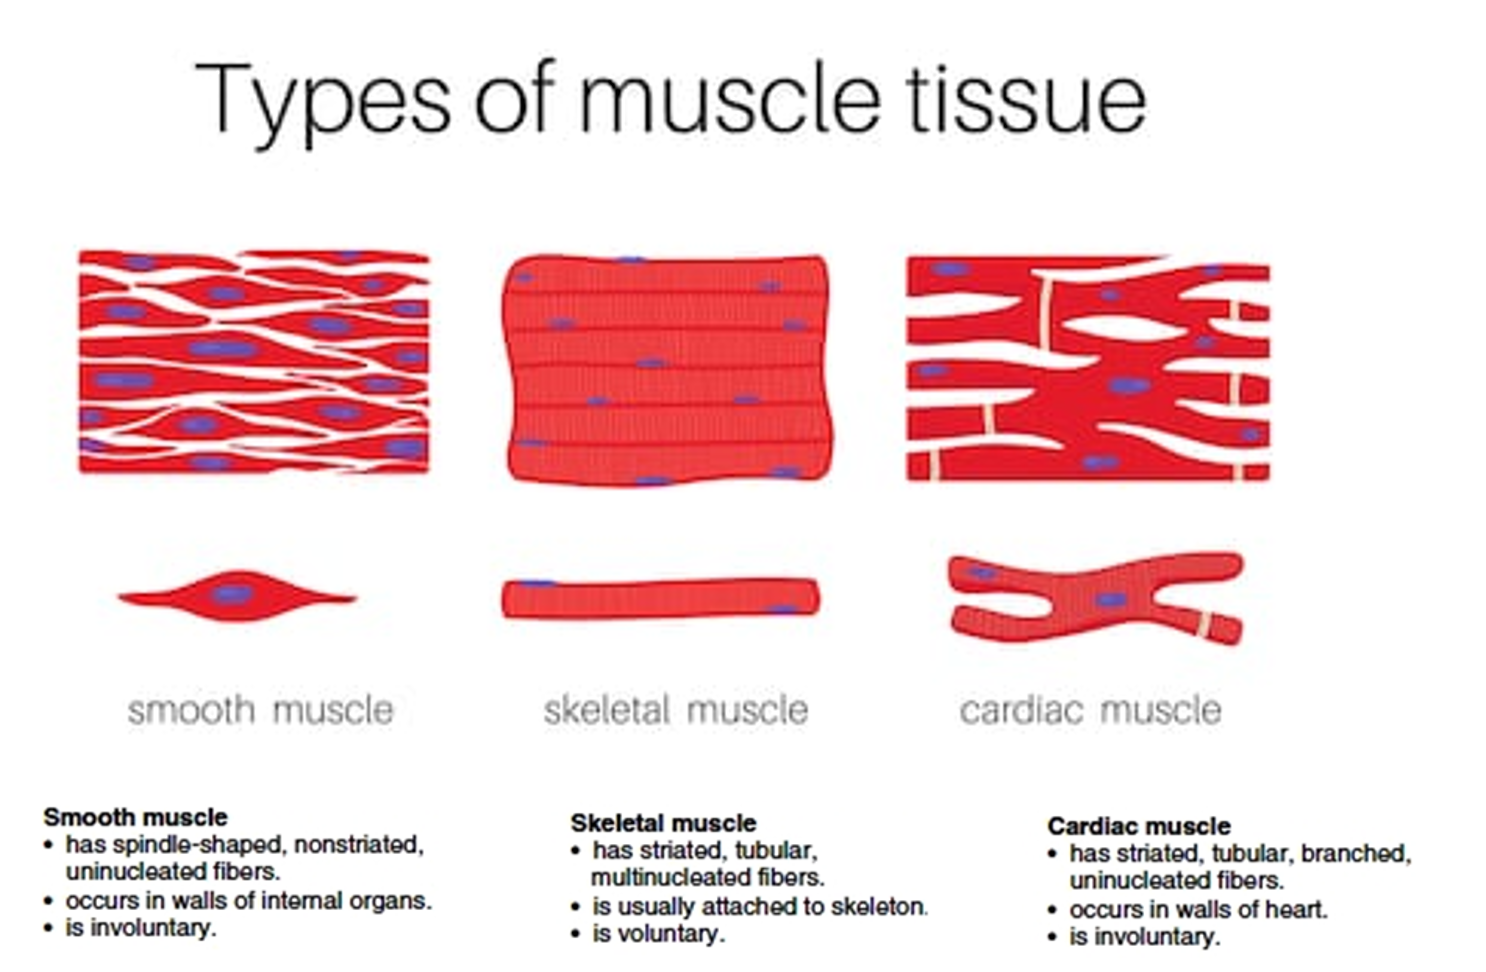 Types of muscle tissue
smooth muscle
skeletal muscle
cardiac muscle
Smooth muscle
• has spindle-shaped, nonstriated,
uninucleated fibers.
• occurs in walls of internal organs.
• is involuntary.
Skeletal muscle
• has striated, tubular,
multinucleated fibers.
• is usually attached to skeleton.
• is voluntary.
Cardiac muscle
• has striated, tubular, branched,
uninucleated fibers.
• occurs in walls of heart.
• is involuntary.